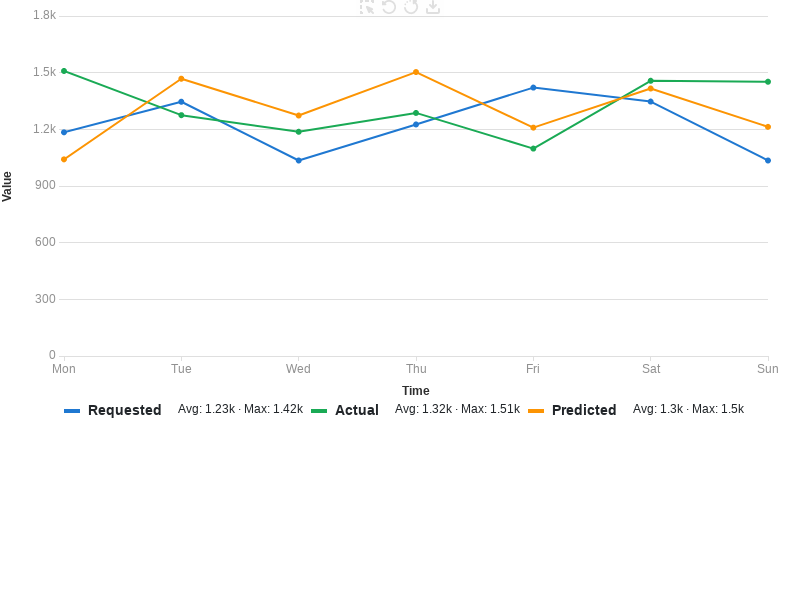 1.8k
1.5k
1.2k
900
600
300
0
Value
Mon Tue Wed Thu Fri Sat Sun
Time
Requested Avg: 1.23k · Max: 1.42k Actual Avg: 1.32k · Max: 1.51k Predicted Avg: 1.3k · Max: 1.5k